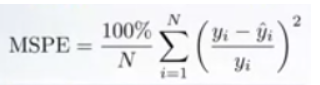 MSPE = \frac{100\%}{N} \sum_{i=1}^{N} \left( \frac{y_i - \hat{y}_i}{y_i} \right)^2